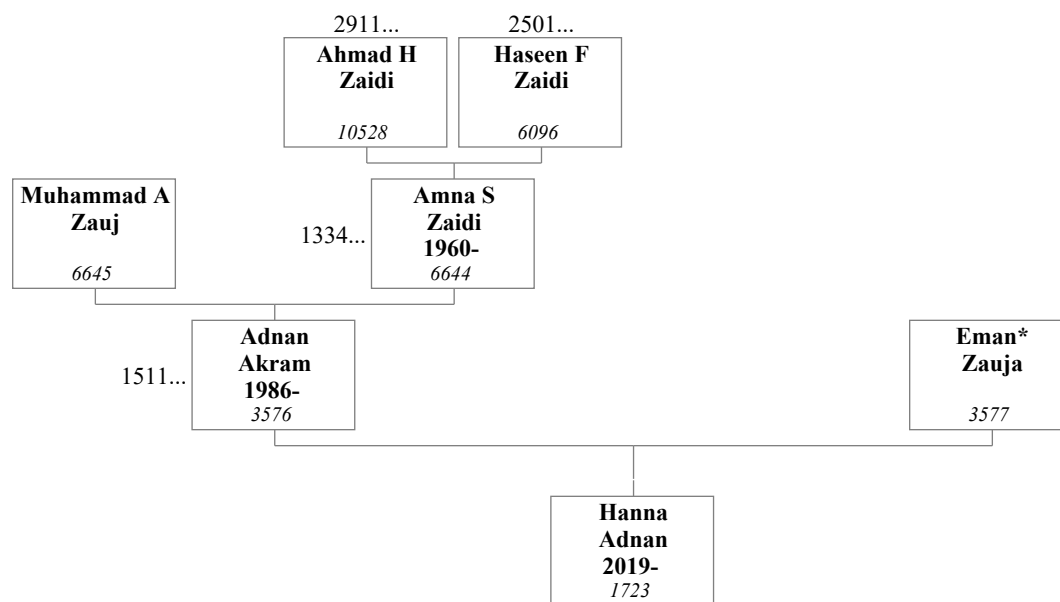 2911...
Ahmad H
Zaidi
10528
2501...
Haseen F
Zaidi
6096
Muhammad A
Zauj
6645
1334...
Amna S
Zaidi
1960-
6644
1511...
Adnan
Akram
1986-
3576
Eman*
Zauja
3577
Hanna
Adnan
2019-
1723